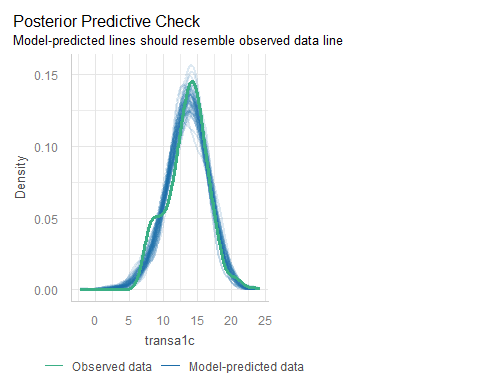 Posterior Predictive Check
Model-predicted lines should resemble observed data line
0.15
0.10
0.05
0.00
Density
0 5 10 15 20 25
transa1c
Observed data Model-predicted data